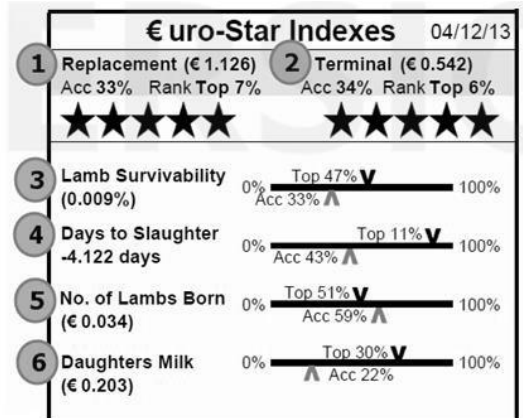 €uro-Star Indexes 04/12/13
1 Replacement (€ 1.126) 2 Terminal (€ 0.542)
Acc 33% Rank Top 7% Acc 34% Rank Top 6%
3 Lamb Survivability (0.009%) 0% Top 47% 100%
Acc 33%
4 Days to Slaughter -4.122 days 0% Top 11% 100%
Acc 43%
5 No. of Lambs Born (€ 0.034) 0% Top 51% 100%
Acc 59%
6 Daughters Milk (€ 0.203) 0% Top 30% 100%
Acc 22%